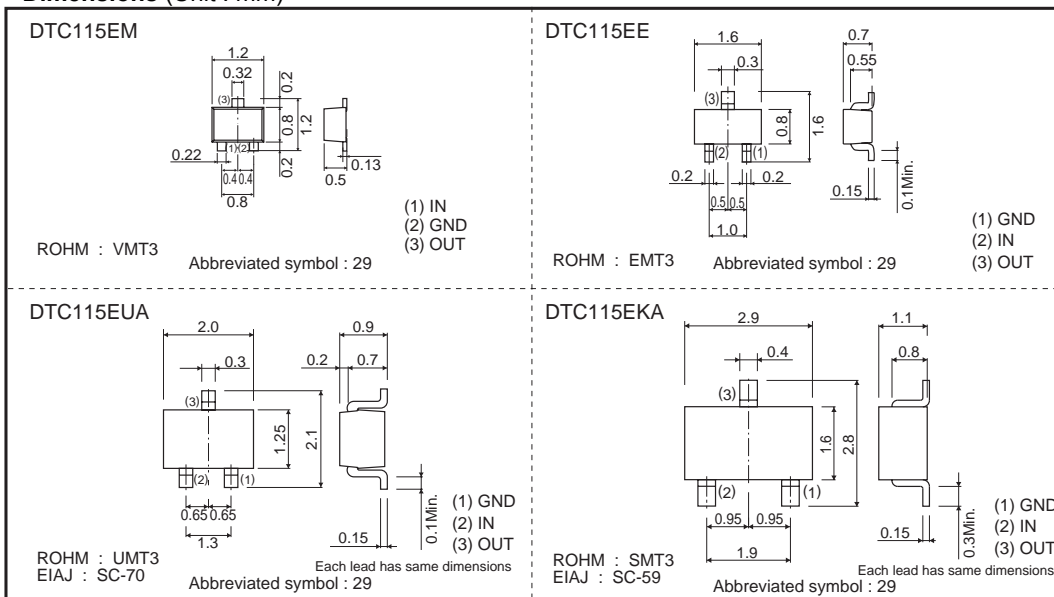 DTC115EM
1.2
0.32
0.2
(3)
0.8
1.2
(1)(2)
0.22
0.2
0.13
0.4 0.4
0.5
0.8
(1) IN
(2) GND
(3) OUT
ROHM : VMT3
Abbreviated symbol : 29
DTC115EE
1.6
0.7
0.3
0.55
(3)
0.8
1.6
(2)
(1)
0.2
0.2
0.15
0.1Min.
0.5 0.5
1.0
(1) GND
(2) IN
(3) OUT
ROHM : EMT3
Abbreviated symbol : 29
DTC115EUA
2.0
0.9
0.3
0.2
0.7
(3)
1.25
2.1
(2)
(1)
0.65 0.65
1.3
0.15
0.1Min.
(1) GND
(2) IN
(3) OUT
Each lead has same dimensions
ROHM : UMT3
EIAJ : SC-70
Abbreviated symbol : 29
DTC115EKA
2.9
1.1
0.4
0.8
(3)
1.6
2.8
(2)
(1)
0.95
0.95
1.9
0.15
0.3Min.
(1) GND
(2) IN
(3) OUT
Each lead has same dimensions
ROHM : SMT3
EIAJ : SC-59
Abbreviated symbol : 29